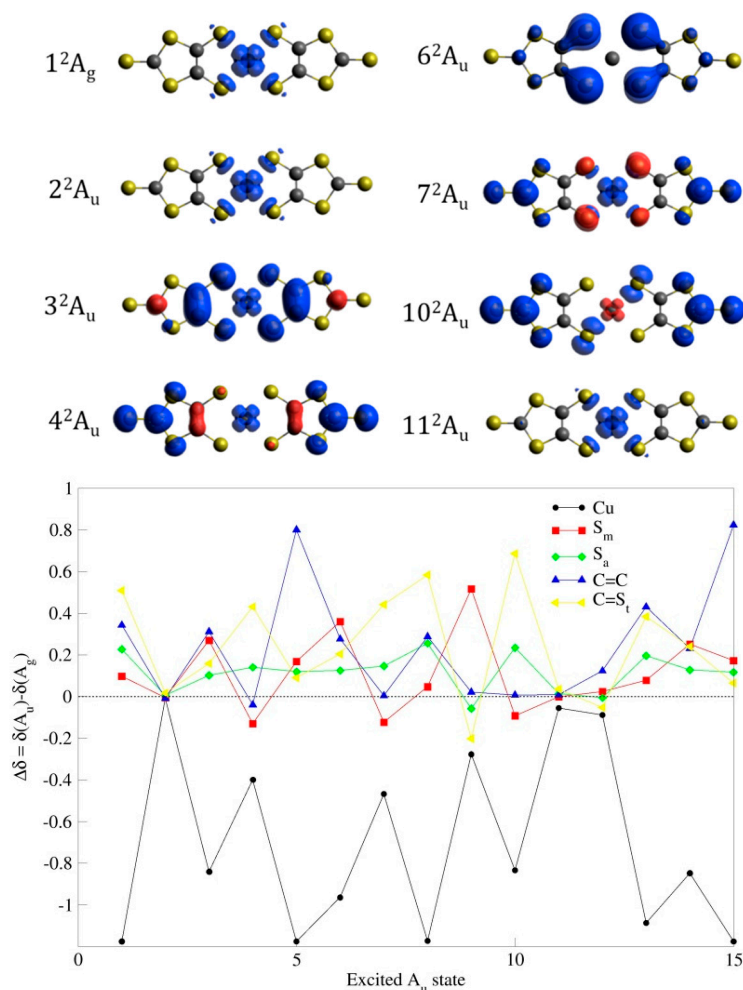 1²A_g
6²A_u
2²A_u
7²A_u
3²A_u
10²A_u
4²A_u
11²A_u
1
0.8
0.6
0.4
0.2
0
-0.2
-0.4
-0.6
-0.8
-1
Δδ = δ(A_u)-δ(A_g)
Cu
S_m
S_a
C=C
C=S_t
0 5 10 15
Excited A_u state